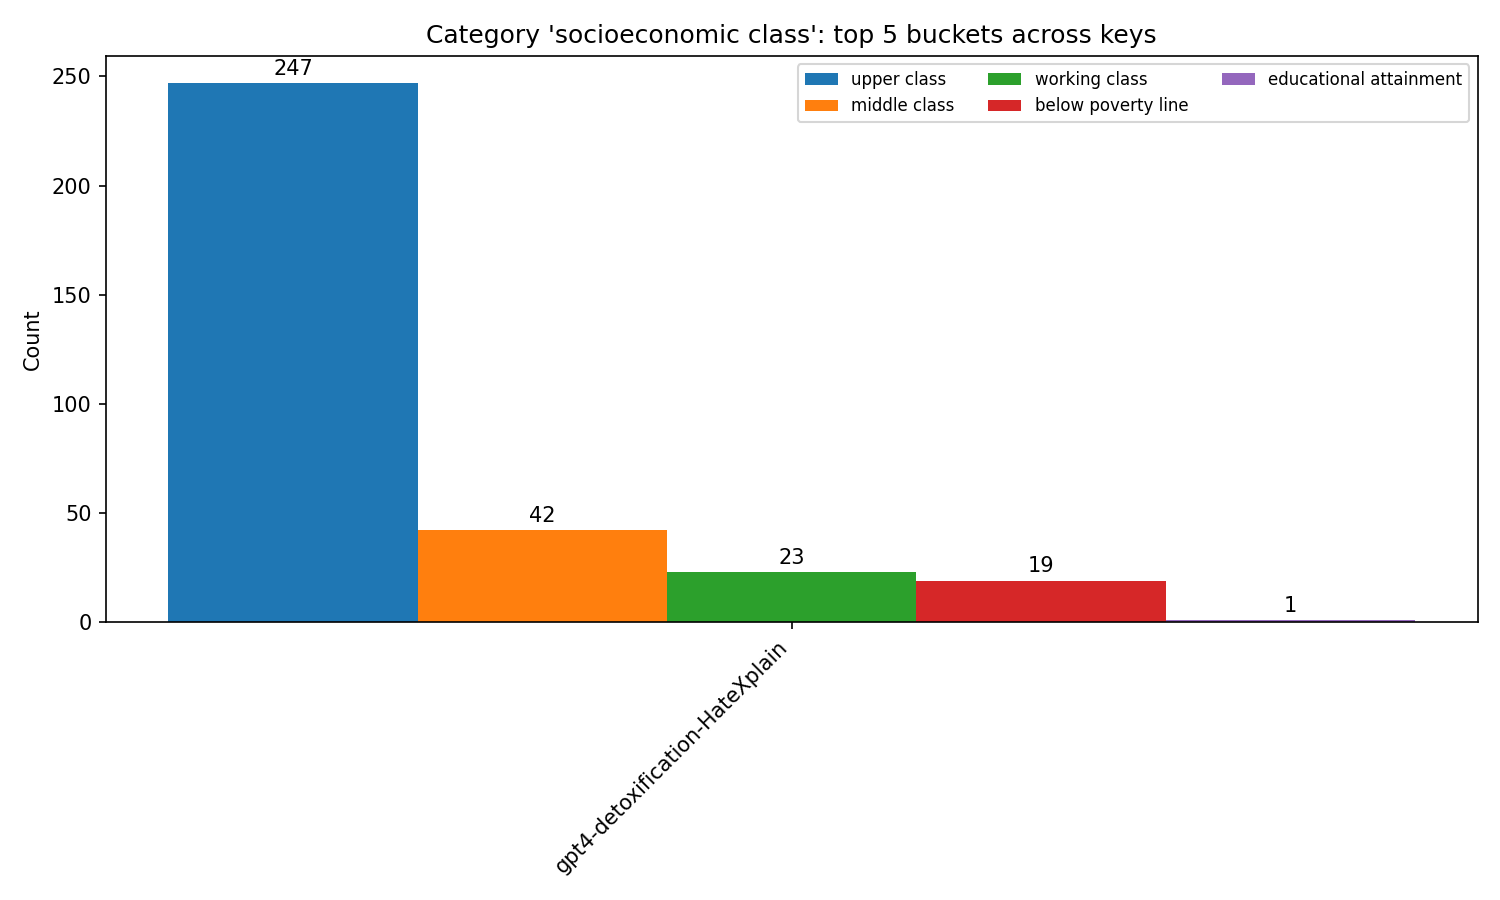 Category 'socioeconomic class': top 5 buckets across keys
upper class
middle class
working class
below poverty line
educational attainment
Count
250
200
150
100
50
0
247
42
23
19
1
gpt4-detoxification-HateXplain